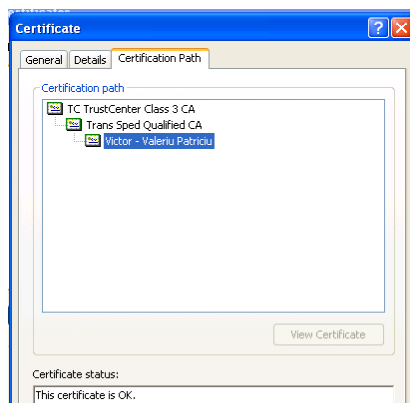 Certificate
General Details Certification Path
Certification path
TC TrustCenter Class 3 CA
Trans Sped Qualified CA
Victor - Valeriu Patriciu
View Certificate
Certificate status:
This certificate is OK.